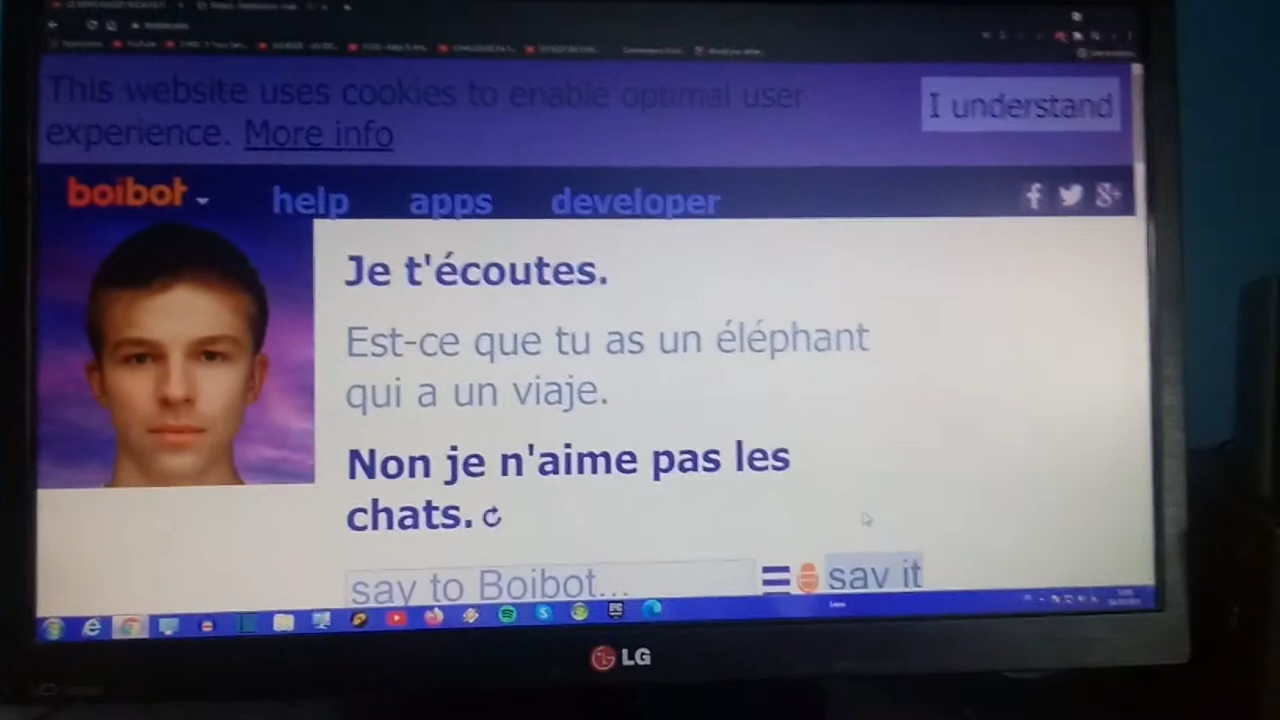 This website uses cookies to enable optimal user
experience. More info
I understand
boibot
help apps developer
Je t'écoutes.
Est-ce que tu as un éléphant
qui a un viaje.
Non je n'aime pas les
chats.
say to Boibot...
say it
LG